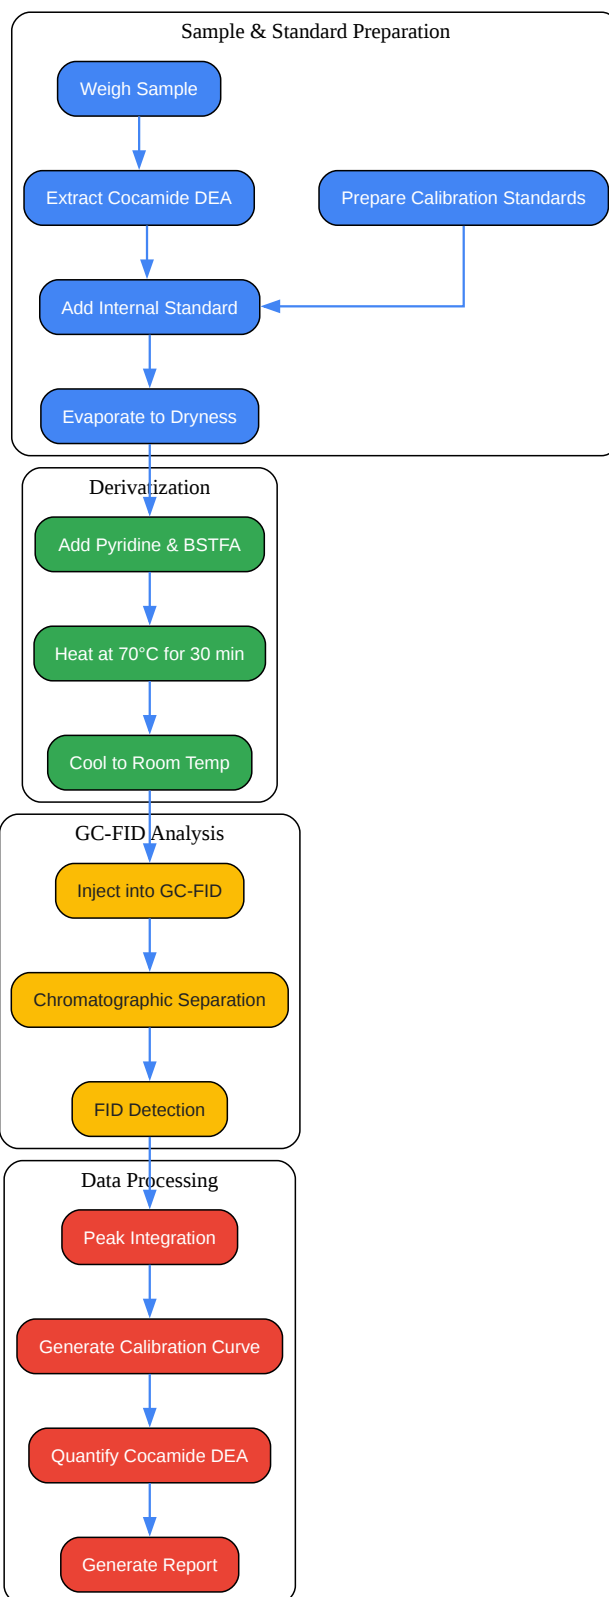 Sample & Standard Preparation
Weigh Sample
Extract Cocamide DEA
Prepare Calibration Standards
Add Internal Standard
Evaporate to Dryness
Derivatization
Add Pyridine & BSTFA
Heat at 70°C for 30 min
Cool to Room Temp
GC-FID Analysis
Inject into GC-FID
Chromatographic Separation
FID Detection
Data Processing
Peak Integration
Generate Calibration Curve
Quantify Cocamide DEA
Generate Report